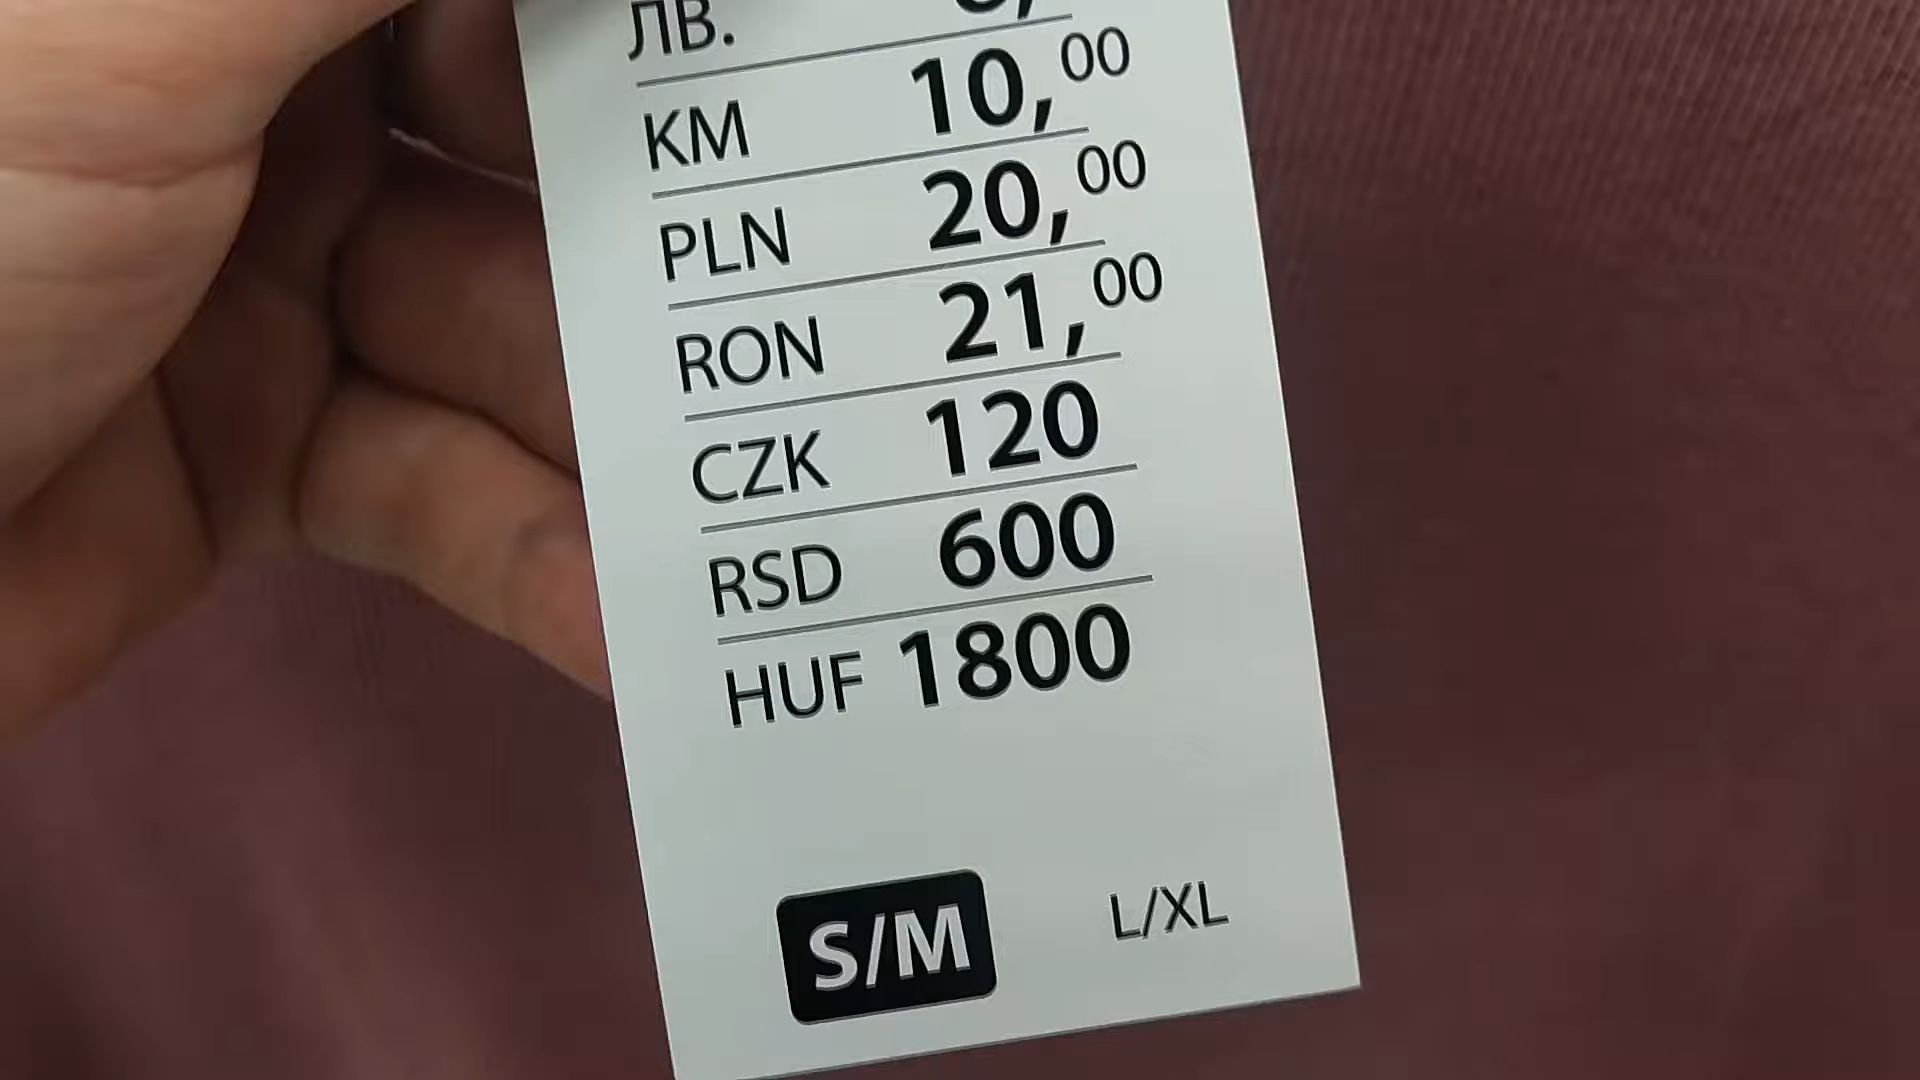 ЛВ.
KM 10,00
PLN 20,00
RON 21,00
CZK 120
RSD 600
HUF 1800
S/M L/XL